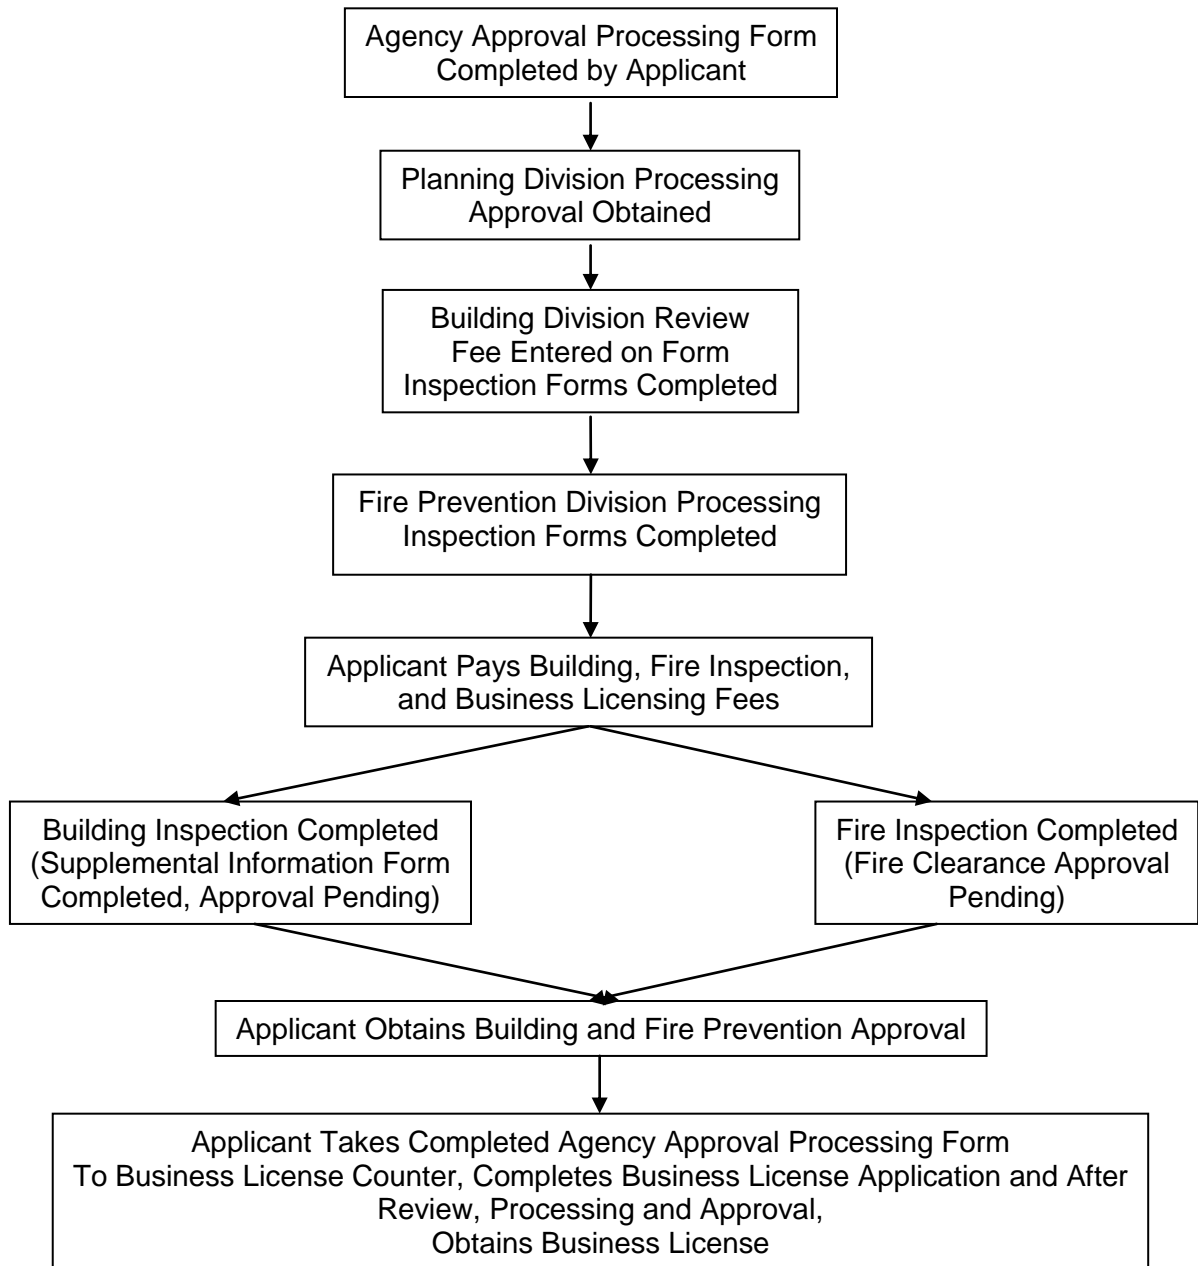 Agency Approval Processing Form
Completed by Applicant
Planning Division Processing
Approval Obtained
Building Division Review
Fee Entered on Form
Inspection Forms Completed
Fire Prevention Division Processing
Inspection Forms Completed
Applicant Pays Building, Fire Inspection,
and Business Licensing Fees
Building Inspection Completed
(Supplemental Information Form
Completed, Approval Pending)
Fire Inspection Completed
(Fire Clearance Approval
Pending)
Applicant Obtains Building and Fire Prevention Approval
Applicant Takes Completed Agency Approval Processing Form
To Business License Counter, Completes Business License Application and After
Review, Processing and Approval,
Obtains Business License